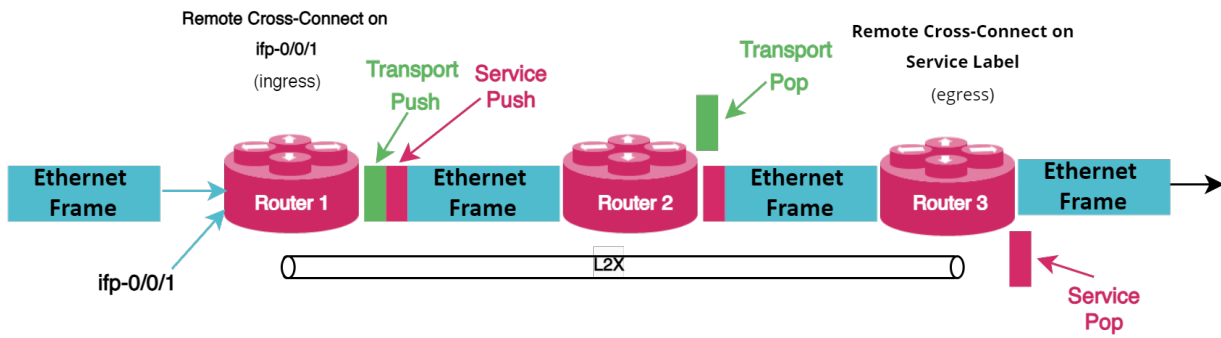 Remote Cross-Connect on
ifp-0/0/1
(ingress)
Transport
Push
Service
Push
Transport
Pop
Remote Cross-Connect on
Service Label
(egress)
Ethernet
Frame
Router 1
Ethernet
Frame
Router 2
Ethernet
Frame
Router 3
Ethernet
Frame
ifp-0/0/1
L2X
Service
Pop